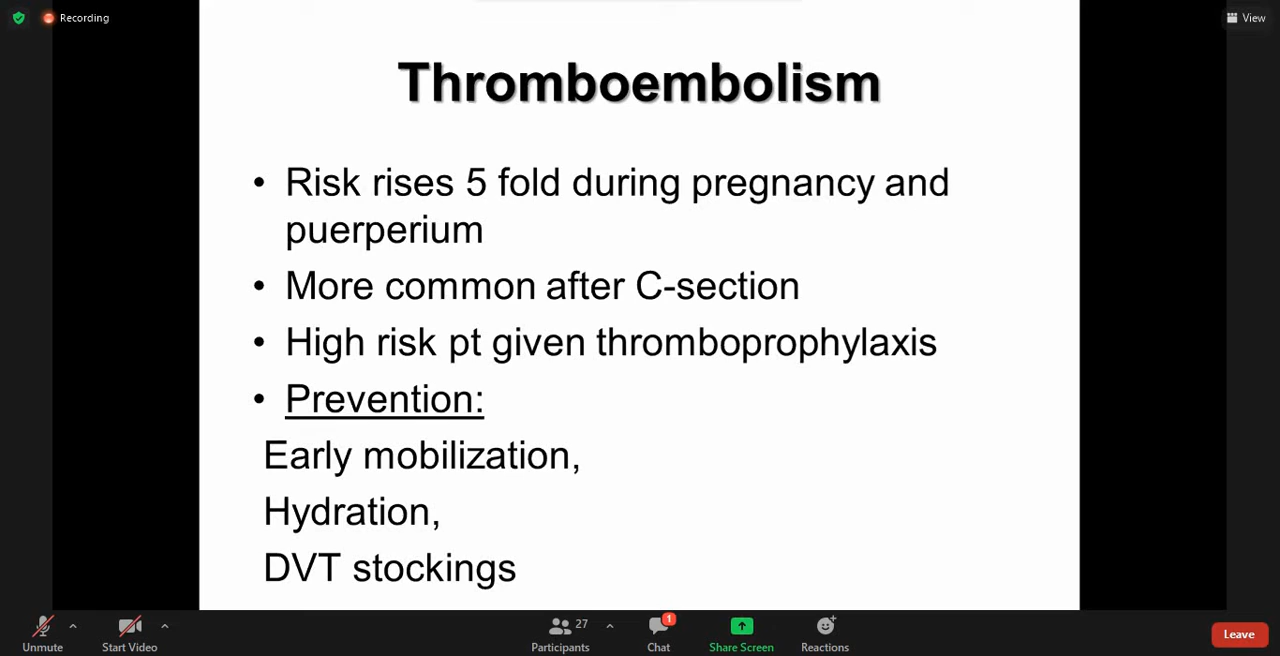 Recording
View
Thromboembolism
• Risk rises 5 fold during pregnancy and
puerperium
• More common after C-section
• High risk pt given thromboprophylaxis
• Prevention:
Early mobilization,
Hydration,
DVT stockings
Unmute
Start Video
27
Participants
1
Chat
Share Screen
Reactions
Leave